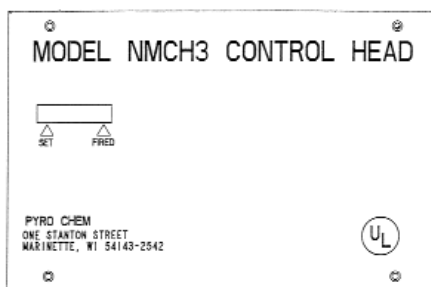 MODEL NMCH3 CONTROL HEAD
SET FIRED
PYRO CHEM
ONE STANTON STREET
MARINETTE, WI 54143-2542
UL